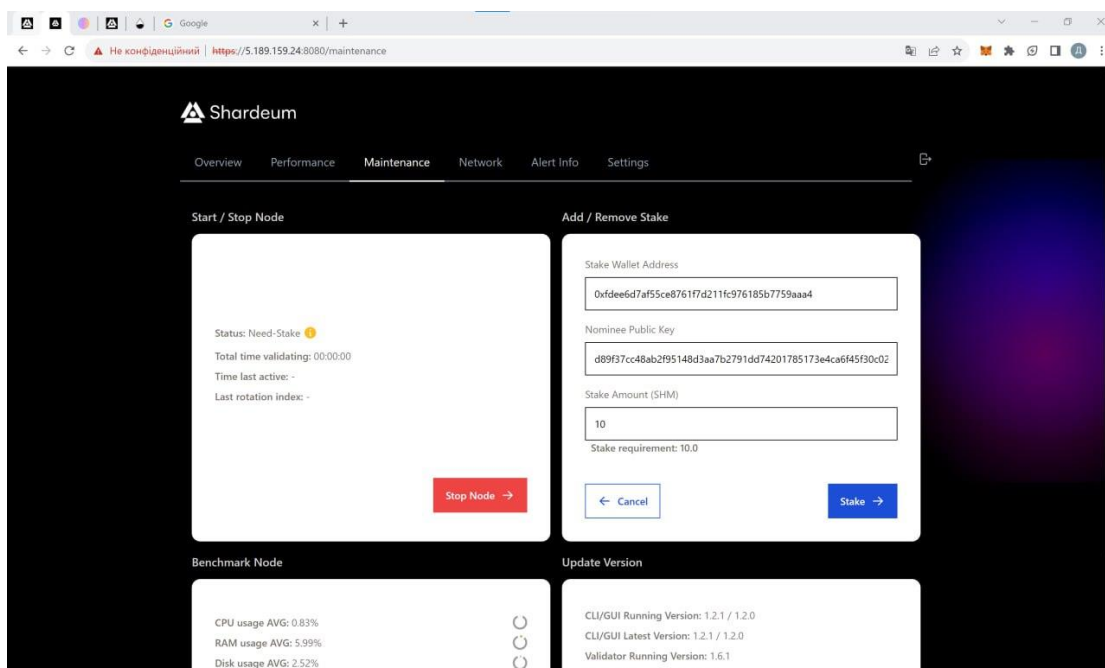 Google
Не конфіденційний
https://5.189.159.24:8080/maintenance
Д
Shardeum
Overview
Performance
Maintenance
Network
Alert Info
Settings
Start / Stop Node
Status: Need-Stake
Total time validating: 00:00:00
Time last active: -
Last rotation index: -
Stop Node →
Add / Remove Stake
Stake Wallet Address
0xfdee6d7af55ce8761f7d211fc976185b7759aaa4
Nominee Public Key
d89f37cc48ab2f95148d3aa7b2791dd74201785173e4ca6f45f30c02
Stake Amount (SHM)
10
Stake requirement: 10.0
← Cancel
Stake →
Benchmark Node
CPU usage AVG: 0.83%
RAM usage AVG: 5.99%
Disk usage AVG: 2.52%
Update Version
CLI/GUI Running Version: 1.2.1 / 1.2.0
CLI/GUI Latest Version: 1.2.1 / 1.2.0
Validator Running Version: 1.6.1